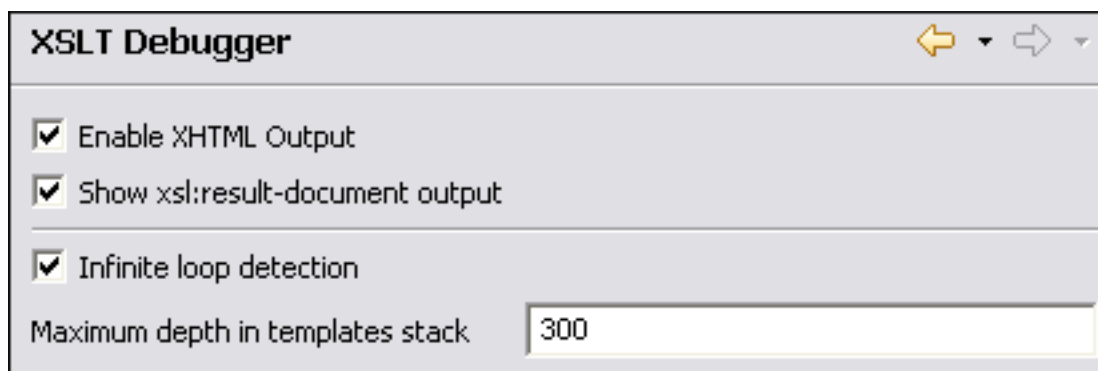 XSLT Debugger
Enable XHTML Output
Show xsl:result-document output
Infinite loop detection
Maximum depth in templates stack 300